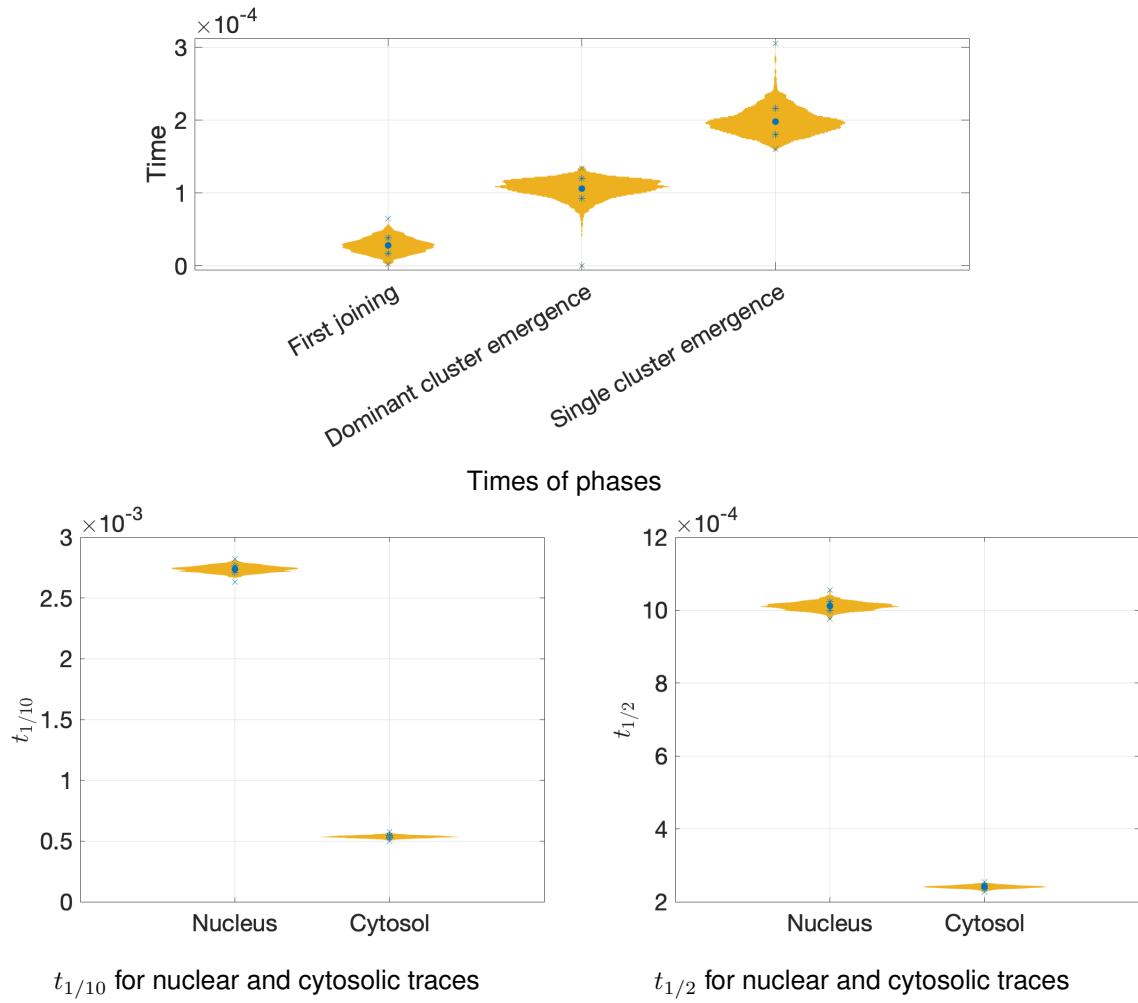 ×10-4
3
2
1
0
Time
First joining
Dominant cluster emergence
Single cluster emergence
Times of phases
×10-3
3
2.5
2
1.5
1
0.5
0
t1/10
Nucleus Cytosol
t1/10 for nuclear and cytosolic traces
×10-4
12
10
8
6
4
2
t1/2
Nucleus Cytosol
t1/2 for nuclear and cytosolic traces